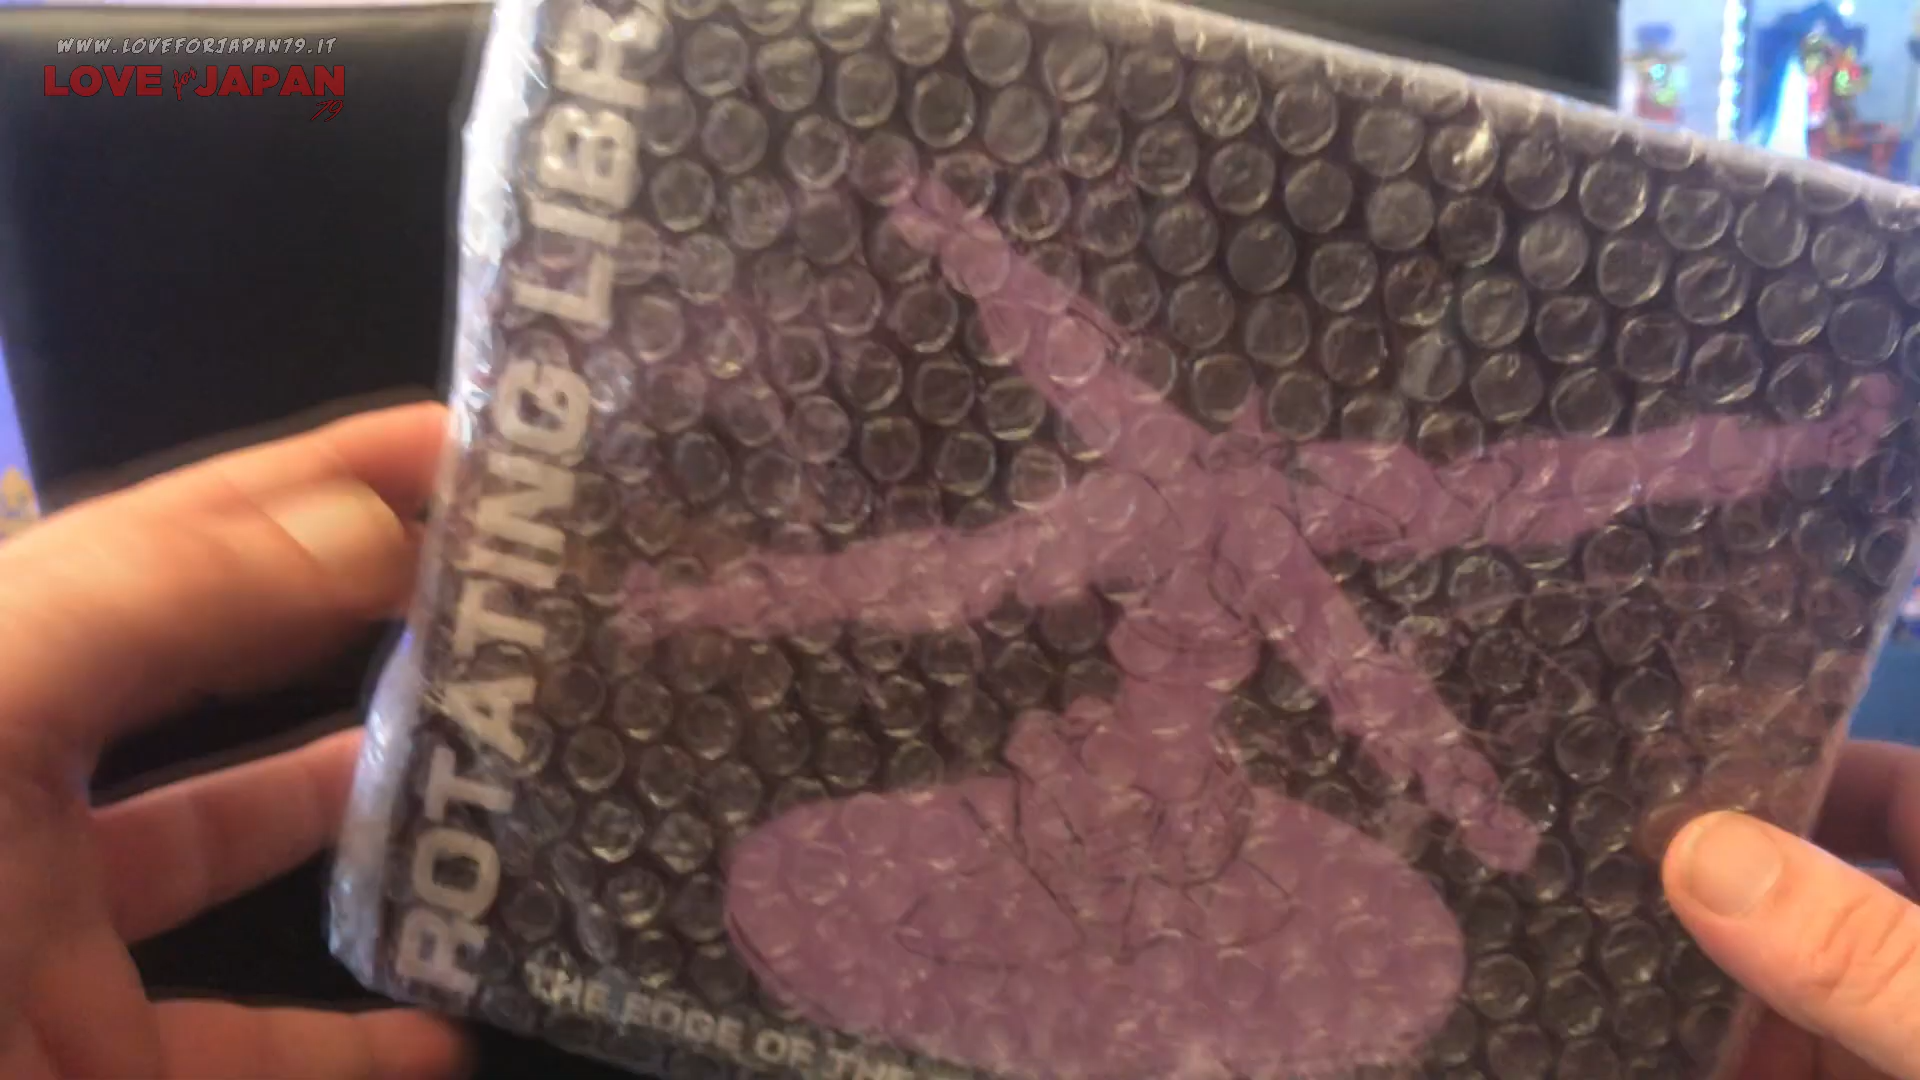 WWW.LOVEFORJAPAN79.IT
LOVE for JAPAN
79
ROTATING LIBR
THE EDGE OF THE